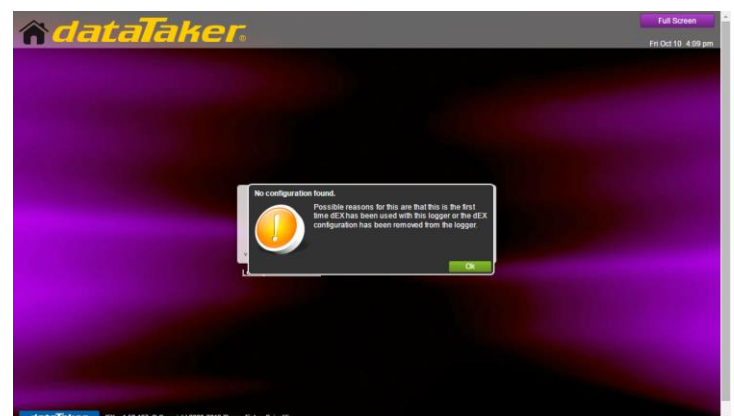 dataTaker
Full Screen
Fri Oct 10 4:09 pm
No configuration found.
Possible reasons for this are that this is the first
time dEX has been used with this logger or the dEX
configuration has been removed from the logger.
Ok
dataTaker